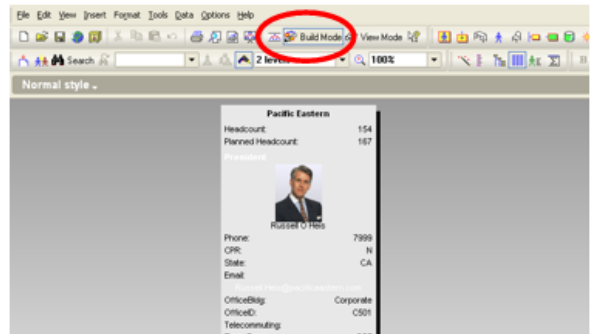 File Edit View Insert Format Tools Data Options Help
Build Mode View Mode
Search 2 levels 100%
Normal style
Pacific Eastern
Headcount: 154
Planned Headcount: 167
President
Russell O Heis
Phone: 7999
CPR: N
State: CA
Email:
OfficeBldg: Corporate
OfficeID: C501
Telecommuting: